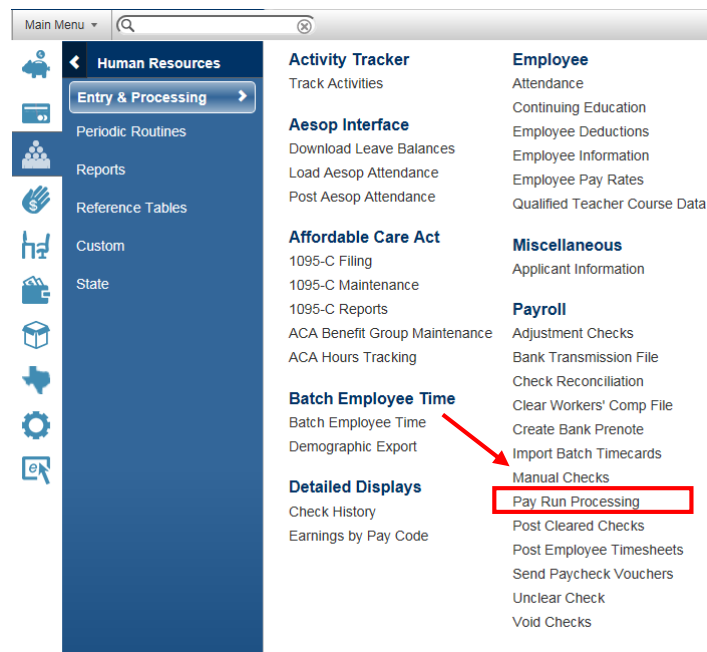 Main Menu
Human Resources
Entry & Processing
Periodic Routines
Reports
Reference Tables
Custom
State
Activity Tracker
Track Activities
Aesop Interface
Download Leave Balances
Load Aesop Attendance
Post Aesop Attendance
Affordable Care Act
1095-C Filing
1095-C Maintenance
1095-C Reports
ACA Benefit Group Maintenance
ACA Hours Tracking
Batch Employee Time
Batch Employee Time
Demographic Export
Detailed Displays
Check History
Earnings by Pay Code
Employee
Attendance
Continuing Education
Employee Deductions
Employee Information
Employee Pay Rates
Qualified Teacher Course Data
Miscellaneous
Applicant Information
Payroll
Adjustment Checks
Bank Transmission File
Check Reconciliation
Clear Workers' Comp File
Create Bank Prenote
Import Batch Timecards
Manual Checks
Pay Run Processing
Post Cleared Checks
Post Employee Timesheets
Send Paycheck Vouchers
Unclear Check
Void Checks